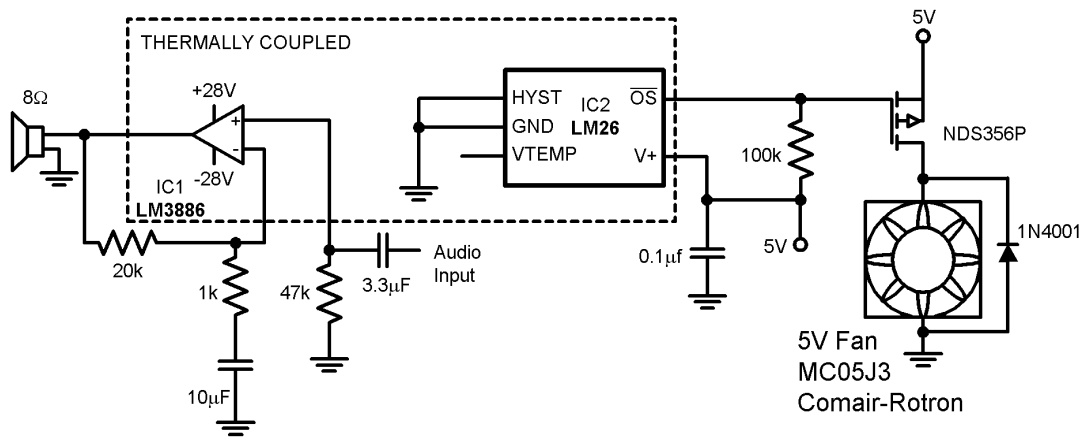 THERMALLY COUPLED
5V
8Ω
+28V
+
-
-28V
IC1
LM3886
HYST
GND
VTEMP
IC2
LM26
OS
V+
100k
NDS356P
20k
1k
47k
3.3µF
Audio
Input
0.1µf
5V
1N4001
10µF
5V Fan
MC05J3
Comair-Rotron